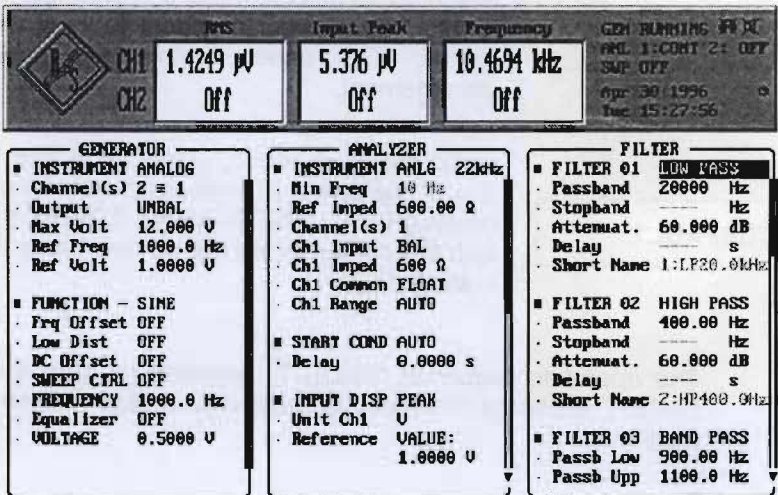 RMS Input Peak Frequency
GEN RUNNING
CH1 1.4249 µV 5.376 µV 10.4694 kHz
ANL 1:CONT 2: OFF
SWP OFF
CH2 Off Off Off
Apr 30 1996
Tue 15:27:56
GENERATOR
INSTRUMENT ANALOG
Channel(s) 2 ≡ 1
Output UNBAL
Max Volt 12.000 V
Ref Freq 1000.0 Hz
Ref Volt 1.0000 V
FUNCTION - SINE
Frq Offset OFF
Low Dist OFF
DC Offset OFF
SWEEP CTRL OFF
FREQUENCY 1000.0 Hz
Equalizer OFF
VOLTAGE 0.5000 V
ANALYZER
INSTRUMENT ANLG 22kHz
Min Freq 10 Hz
Ref Imped 600.00 Ω
Channel(s) 1
Ch1 Input BAL
Ch1 Imped 600 Ω
Ch1 Common FLOAT
Ch1 Range AUTO
START COND AUTO
Delay 0.0000 s
INPUT DISP PEAK
Unit Ch1 V
Reference VALUE:
1.0000 V
FILTER
FILTER 01 LOW PASS
Passband 20000 Hz
Stopband ---- Hz
Attenuat. 60.000 dB
Delay ---- s
Short Name 1:LP20.0kHz
FILTER 02 HIGH PASS
Passband 400.00 Hz
Stopband ---- Hz
Attenuat. 60.000 dB
Delay ---- s
Short Name 2:HP400.0Hz
FILTER 03 BAND PASS
Passb Low 900.00 Hz
Passb Upp 1100.0 Hz